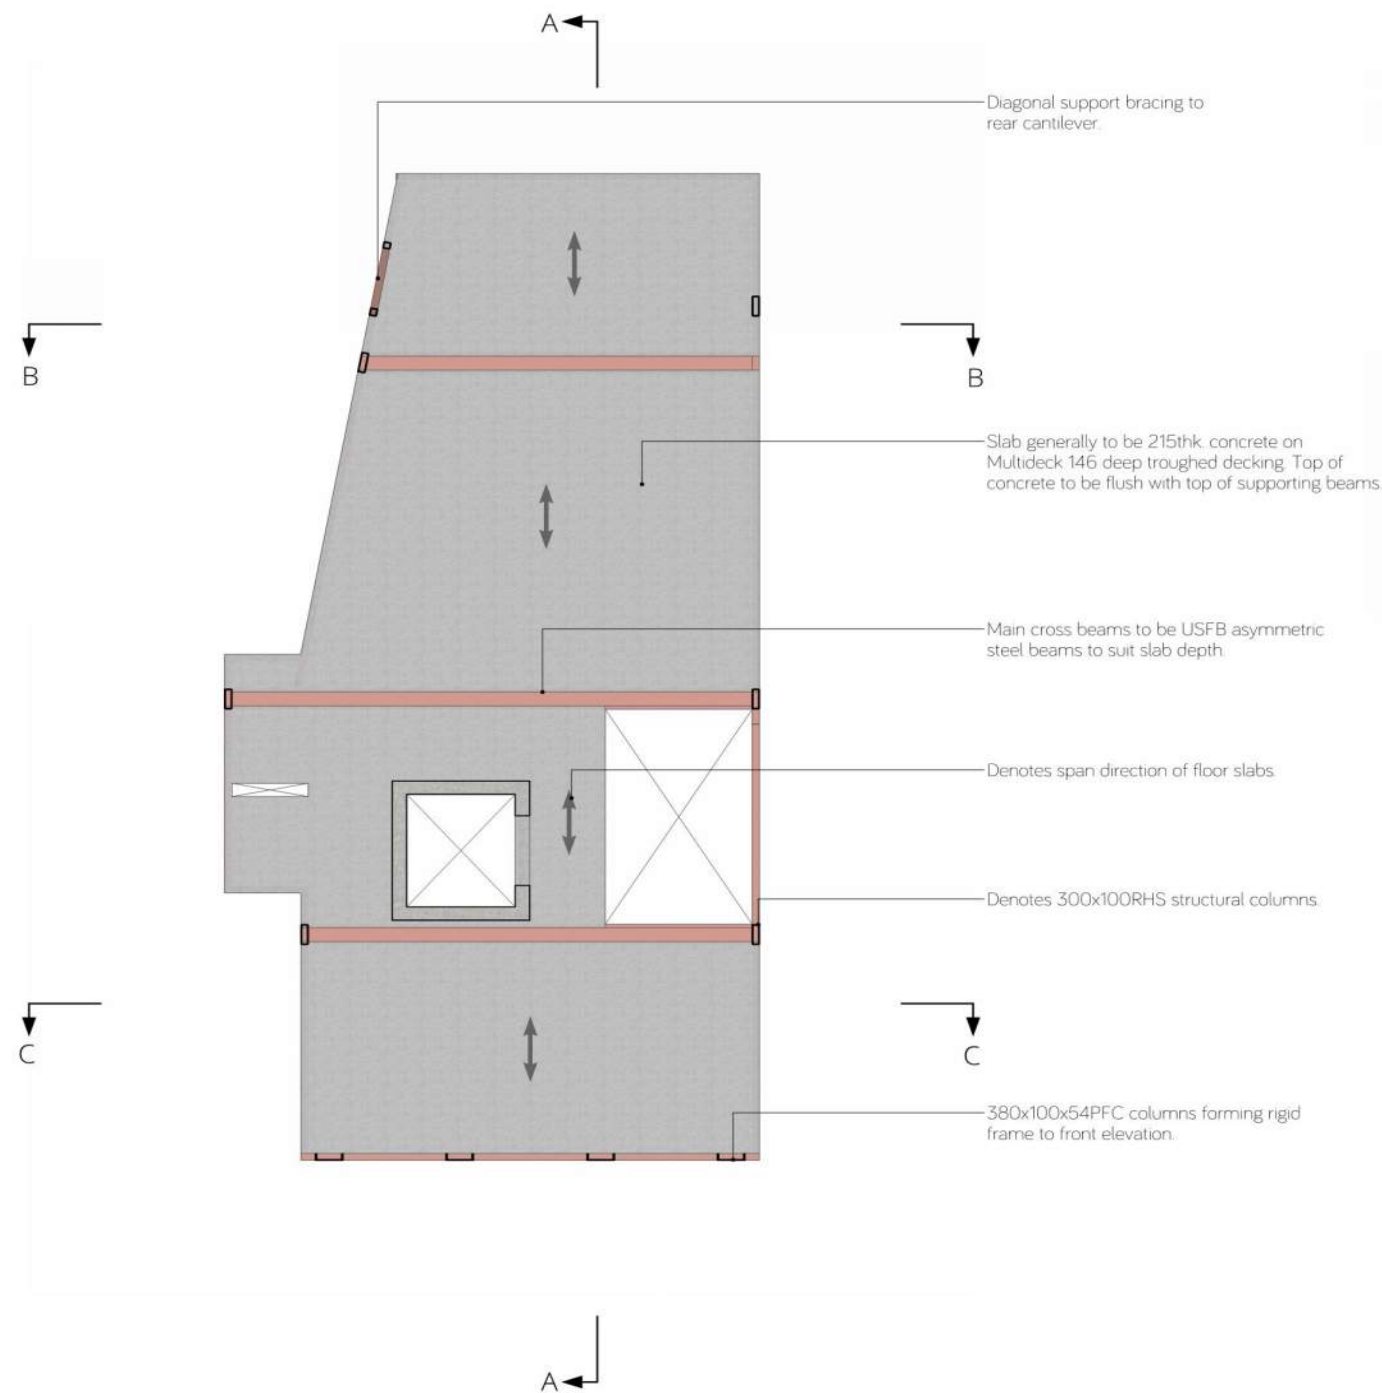 A
Diagonal support bracing to
rear cantilever.
B
B
Slab generally to be 215thk. concrete on
Multideck 146 deep troughed decking. Top of
concrete to be flush with top of supporting beams.
Main cross beams to be USFB asymmetric
steel beams to suit slab depth.
Denotes span direction of floor slabs.
Denotes 300x100RHS structural columns.
C
C
380x100x54PFC columns forming rigid
frame to front elevation.
A